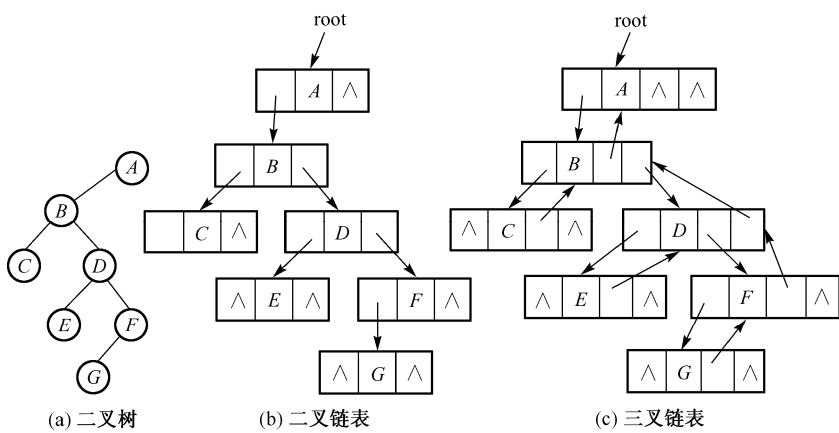 root
root
A ∧
A ∧ ∧
A
B
B
B
C ∧
D
∧ C ∧
D
C
D
∧ E ∧
F ∧
∧ E ∧
F ∧
E
F
∧ G ∧
∧ G ∧
G
(a) 二叉树
(b) 二叉链表
(c) 三叉链表